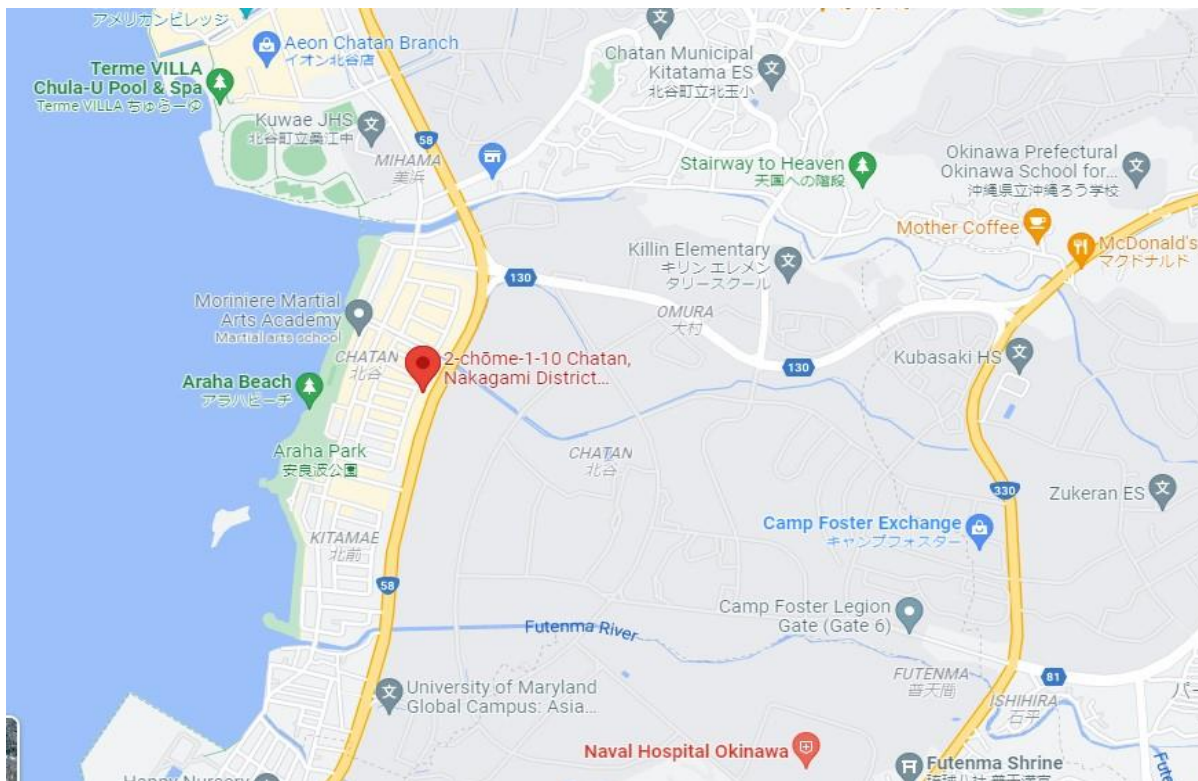 アメリカンビレッジ
Aeon Chatan Branch
イオン北谷店
Terme VILLA
Chula-U Pool & Spa
Terme VILLA ちゅらーゆ
Kuwae JHS
北谷町立桑江中
58
MIHAMA
美浜
Chatan Municipal
Kitatama ES
北谷町立北玉小
Stairway to Heaven
天国への階段
Okinawa Prefectural
Okinawa School for...
沖縄県立沖縄ろう学校
Mother Coffee
McDonald's
マクドナルド
Killin Elementary
キリン エレメン
タリースクール
130
OMURA
大村
Moriniere Martial
Arts Academy
Martial arts school
CHATAN
北谷
2-chōme-1-10 Chatan,
Nakagami District...
130
Kubasaki HS
Araha Beach
アラハビーチ
Araha Park
安良波公園
CHATAN
北谷
330
Zukeran ES
Camp Foster Exchange
キャンプフォスター
KITAMAE
北前
58
Camp Foster Legion
Gate (Gate 6)
Futenma River
FUTENMA
普天間
81
ISHIHIRA
石平
University of Maryland
Global Campus: Asia...
Naval Hospital Okinawa
Futenma Shrine